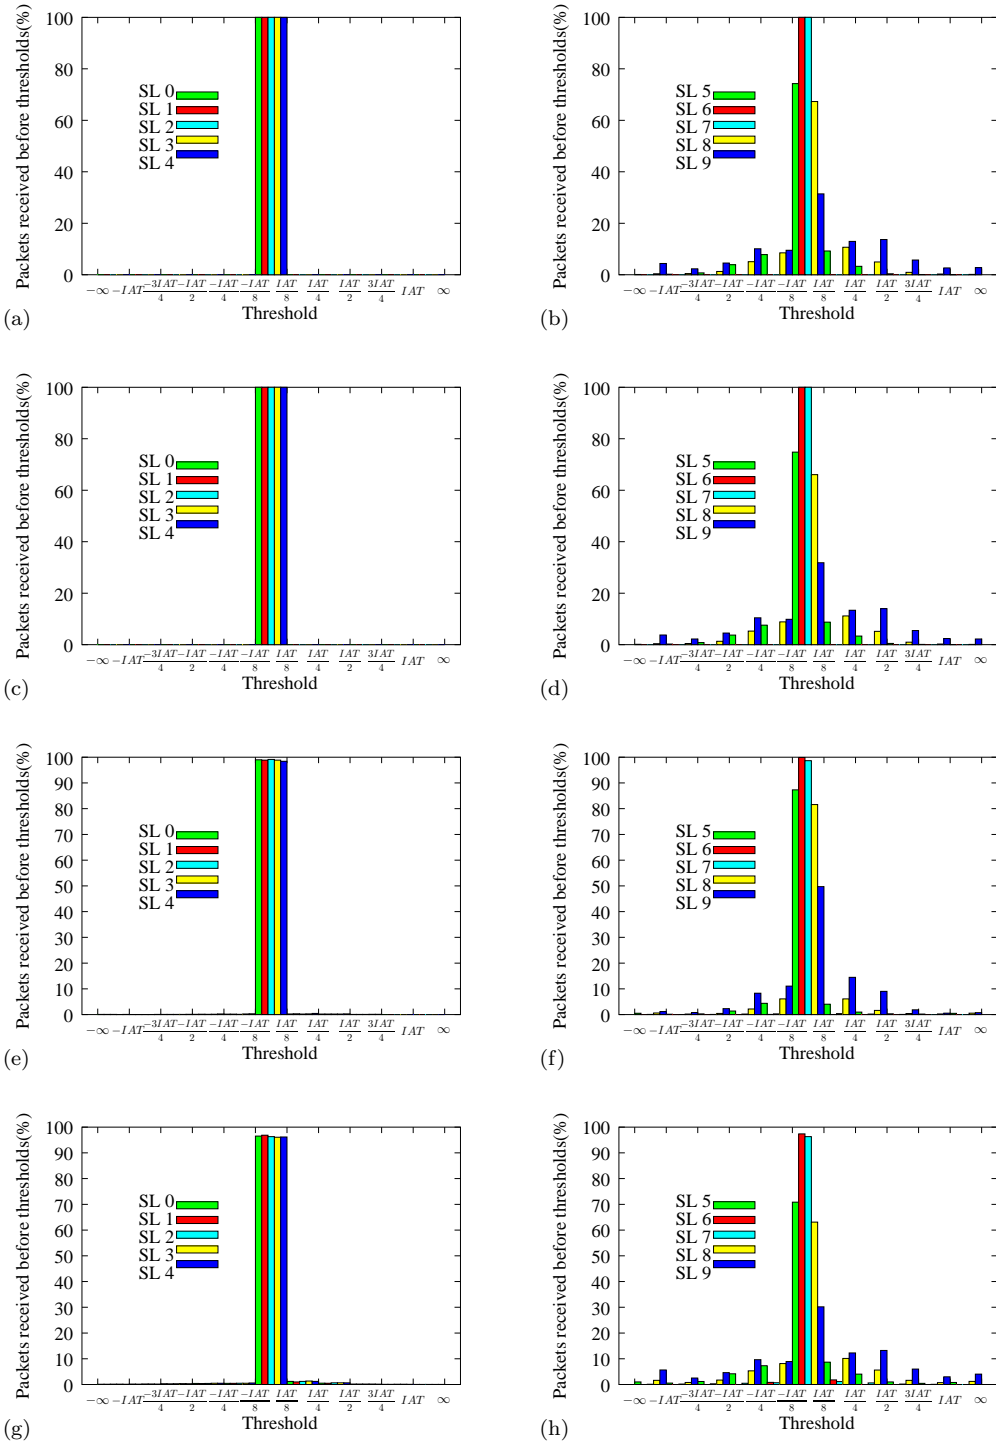 Packets received before thresholds(%)
100
80
60
40
20
0
SL 0
SL 1
SL 2
SL 3
SL 4
−∞ −IAT −3IAT/4 −IAT/2 −IAT/4 −IAT/8 IAT/8 IAT/4 IAT/2 3IAT/4 IAT ∞
Threshold
(a)
Packets received before thresholds(%)
100
80
60
40
20
0
SL 5
SL 6
SL 7
SL 8
SL 9
−∞ −IAT −3IAT/4 −IAT/2 −IAT/4 −IAT/8 IAT/8 IAT/4 IAT/2 3IAT/4 IAT ∞
Threshold
(b)
Packets received before thresholds(%)
100
80
60
40
20
0
SL 0
SL 1
SL 2
SL 3
SL 4
−∞ −IAT −3IAT/4 −IAT/2 −IAT/4 −IAT/8 IAT/8 IAT/4 IAT/2 3IAT/4 IAT ∞
Threshold
(c)
Packets received before thresholds(%)
100
80
60
40
20
0
SL 5
SL 6
SL 7
SL 8
SL 9
−∞ −IAT −3IAT/4 −IAT/2 −IAT/4 −IAT/8 IAT/8 IAT/4 IAT/2 3IAT/4 IAT ∞
Threshold
(d)
Packets received before thresholds(%)
100
90
80
70
60
50
40
30
20
10
0
SL 0
SL 1
SL 2
SL 3
SL 4
−∞ −IAT −3IAT/4 −IAT/2 −IAT/4 −IAT/8 IAT/8 IAT/4 IAT/2 3IAT/4 IAT ∞
Threshold
(e)
Packets received before thresholds(%)
100
90
80
70
60
50
40
30
20
10
0
SL 5
SL 6
SL 7
SL 8
SL 9
−∞ −IAT −3IAT/4 −IAT/2 −IAT/4 −IAT/8 IAT/8 IAT/4 IAT/2 3IAT/4 IAT ∞
Threshold
(f)
Packets received before thresholds(%)
100
90
80
70
60
50
40
30
20
10
0
SL 0
SL 1
SL 2
SL 3
SL 4
−∞ −IAT −3IAT/4 −IAT/2 −IAT/4 −IAT/8 IAT/8 IAT/4 IAT/2 3IAT/4 IAT ∞
Threshold
(g)
Packets received before thresholds(%)
100
90
80
70
60
50
40
30
20
10
0
SL 5
SL 6
SL 7
SL 8
SL 9
−∞ −IAT −3IAT/4 −IAT/2 −IAT/4 −IAT/8 IAT/8 IAT/4 IAT/2 3IAT/4 IAT ∞
Threshold
(h)